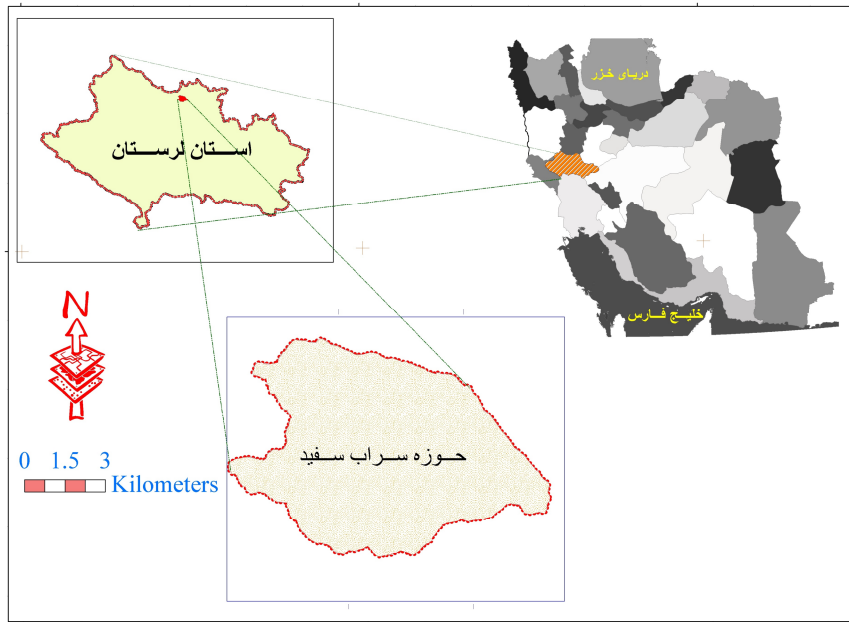 دریای خزر
استان لرستان
خلیج فارس
N
حوزه سراب سفید
0 1.5 3
Kilometers